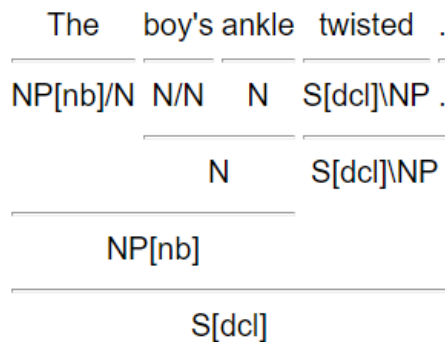 The boy's ankle twisted .
NP[nb]/N N/N N S[dcl]\NP .
N S[dcl]\NP
NP[nb]
S[dcl]